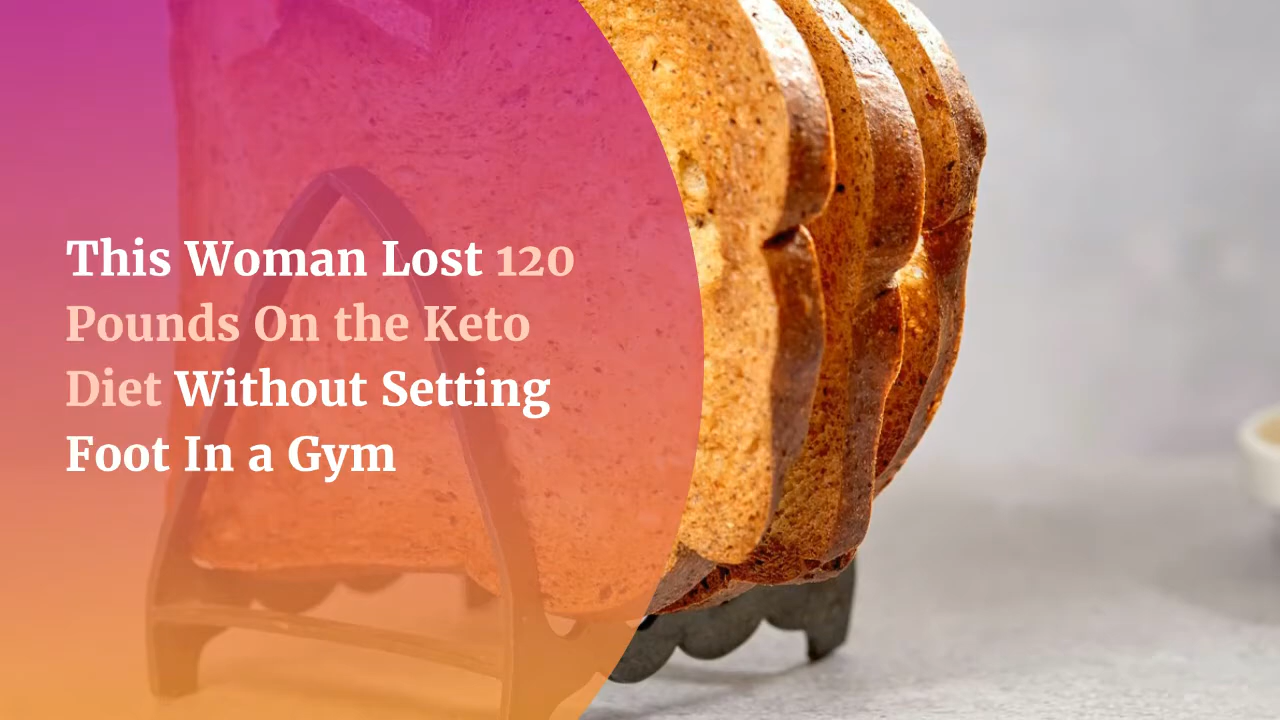 This Woman Lost 120
Pounds On the Keto
Diet Without Setting
Foot In a Gym